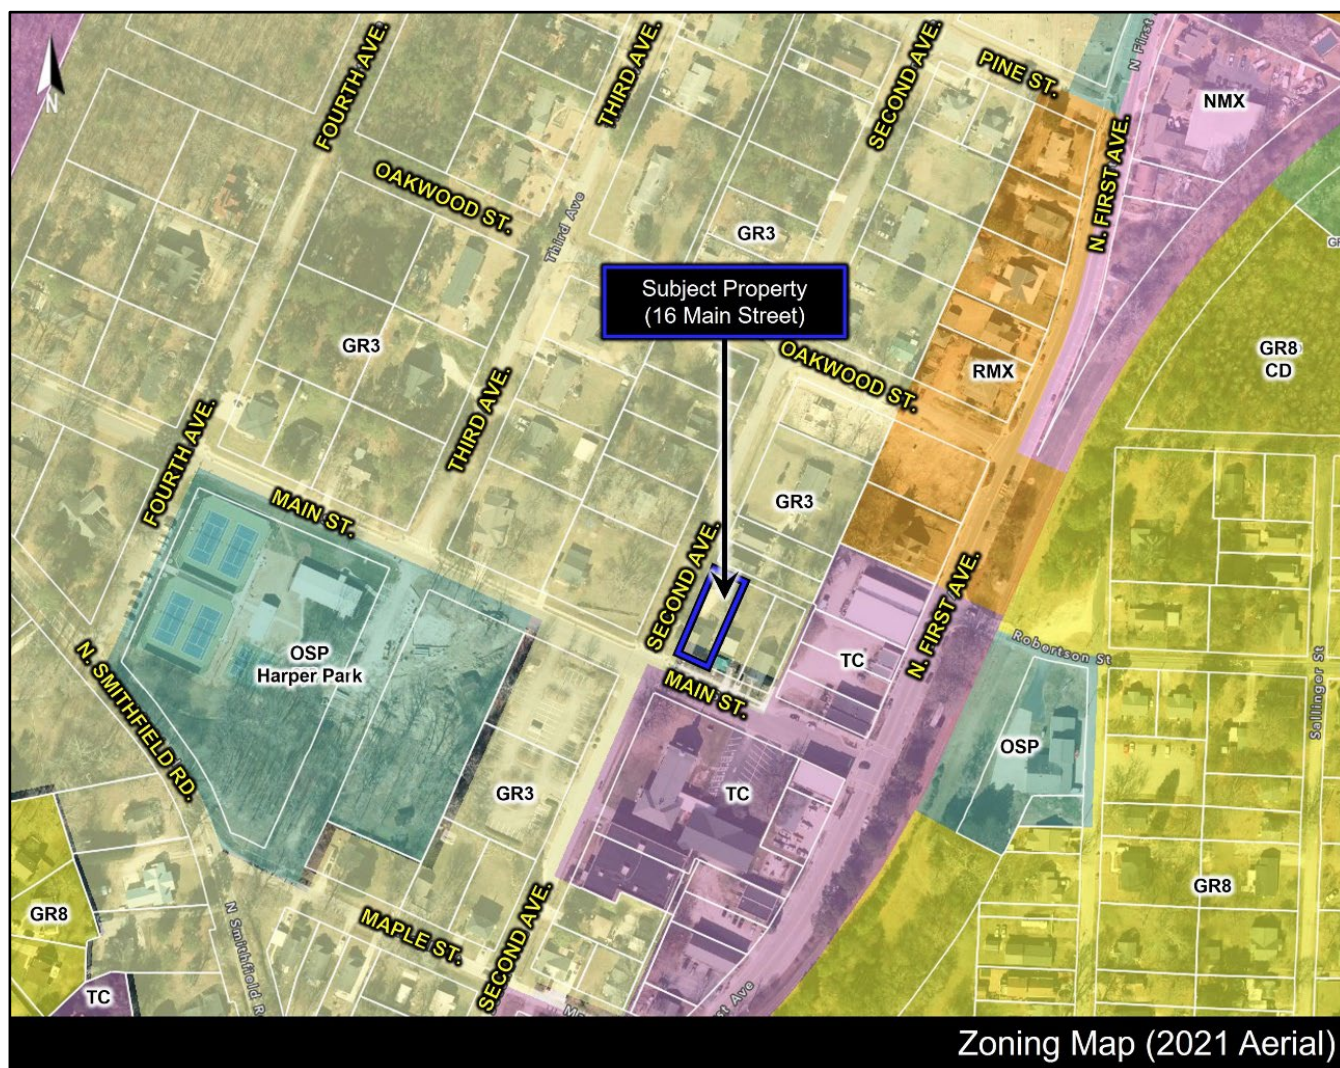 N
FOURTH AVE.
THIRD AVE.
SECOND AVE.
PINE ST.
N First
NMX
N. FIRST AVE.
OAKWOOD ST.
Third Ave
GR3
Subject Property
(16 Main Street)
GR3
OAKWOOD ST.
RMX
GR8
CD
THIRD AVE.
FOURTH AVE.
MAIN ST.
GR3
SECOND AVE.
N. FIRST AVE.
OSP
Harper Park
TC
MAIN ST.
Robertson St
Sallinger St
N. SMITHFIELD RD.
OSP
GR3
TC
GR8
GR8
MAPLE ST.
SECOND AVE.
N Smithfield R
TC
st Ave
Zoning Map (2021 Aerial)